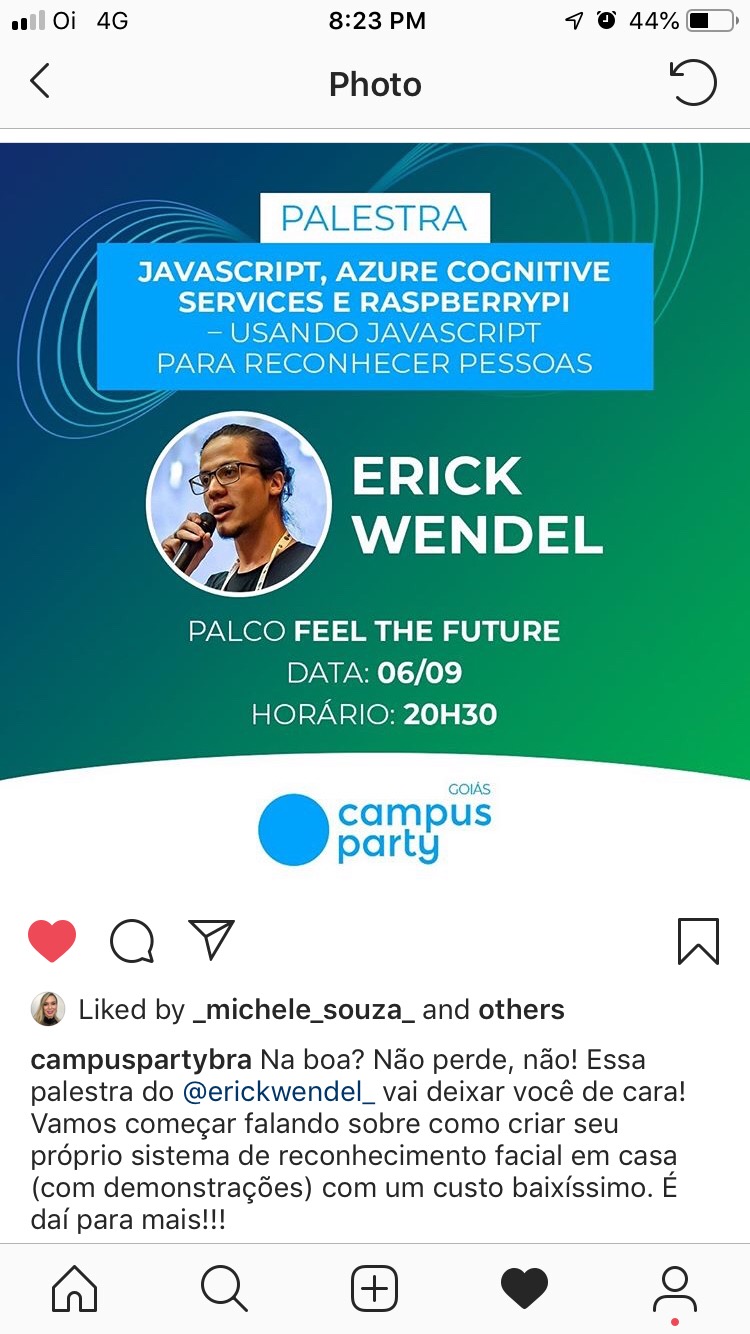 Oi 4G 8:23 PM 44%
Photo
PALESTRA
JAVASCRIPT, AZURE COGNITIVE
SERVICES E RASPBERRYPI
– USANDO JAVASCRIPT
PARA RECONHECER PESSOAS
ERICK
WENDEL
PALCO FEEL THE FUTURE
DATA: 06/09
HORÁRIO: 20H30
GOIÁS
campus
party
Liked by _michele_souza_ and others
campuspartybra Na boa? Não perde, não! Essa
palestra do @erickwendel_ vai deixar você de cara!
Vamos começar falando sobre como criar seu
próprio sistema de reconhecimento facial em casa
(com demonstrações) com um custo baixíssimo. É
daí para mais!!!